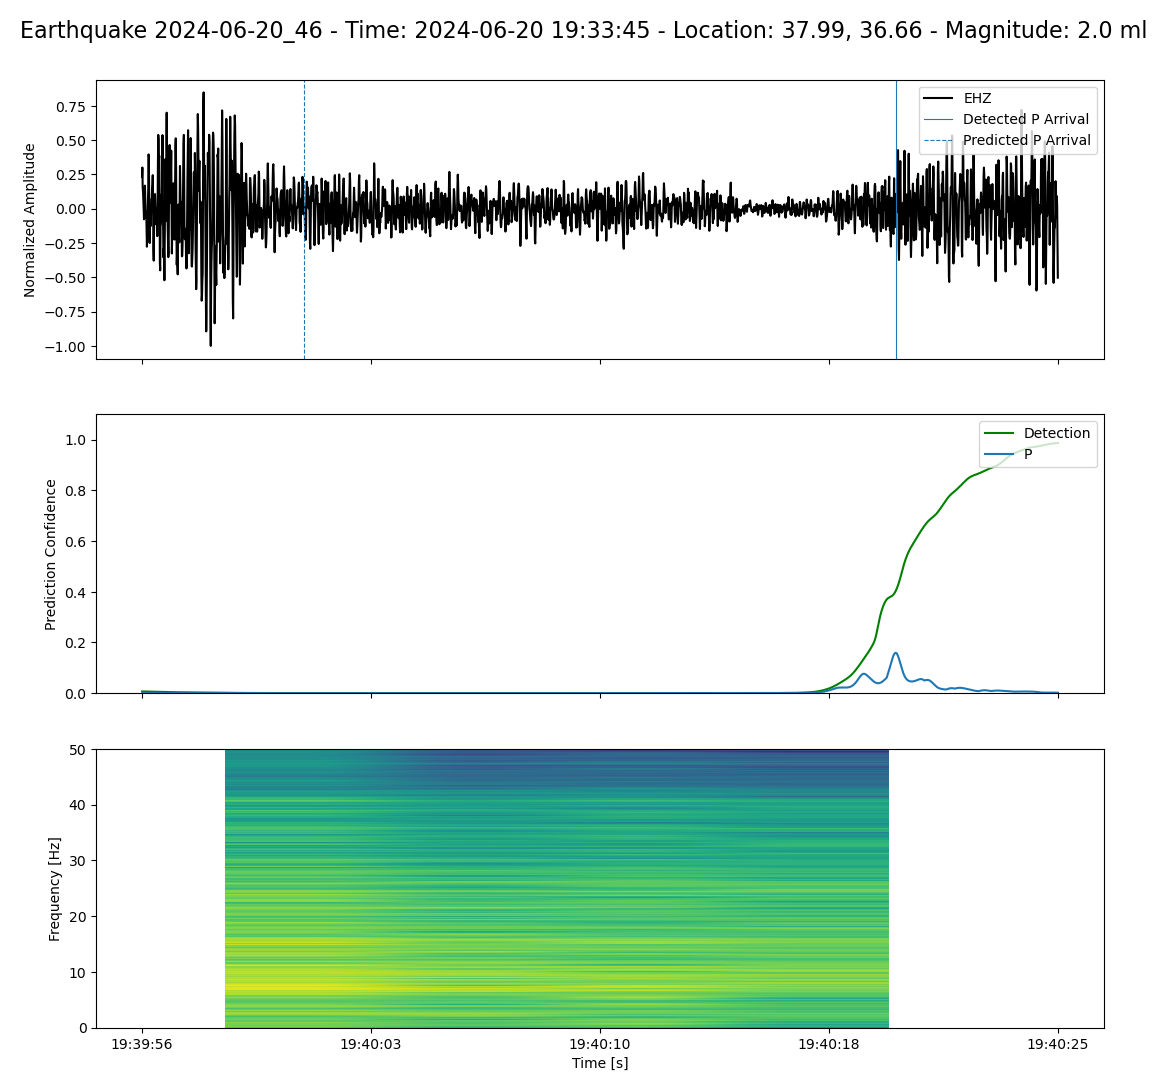 Earthquake 2024-06-20_46 - Time: 2024-06-20 19:33:45 - Location: 37.99, 36.66 - Magnitude: 2.0 ml
EHZ
Detected P Arrival
Predicted P Arrival
Normalized Amplitude
0.75
0.50
0.25
0.00
−0.25
−0.50
−0.75
−1.00
Detection
P
Prediction Confidence
1.0
0.8
0.6
0.4
0.2
0.0
Frequency [Hz]
50
40
30
20
10
0
19:39:56 19:40:03 19:40:10 19:40:18 19:40:25
Time [s]